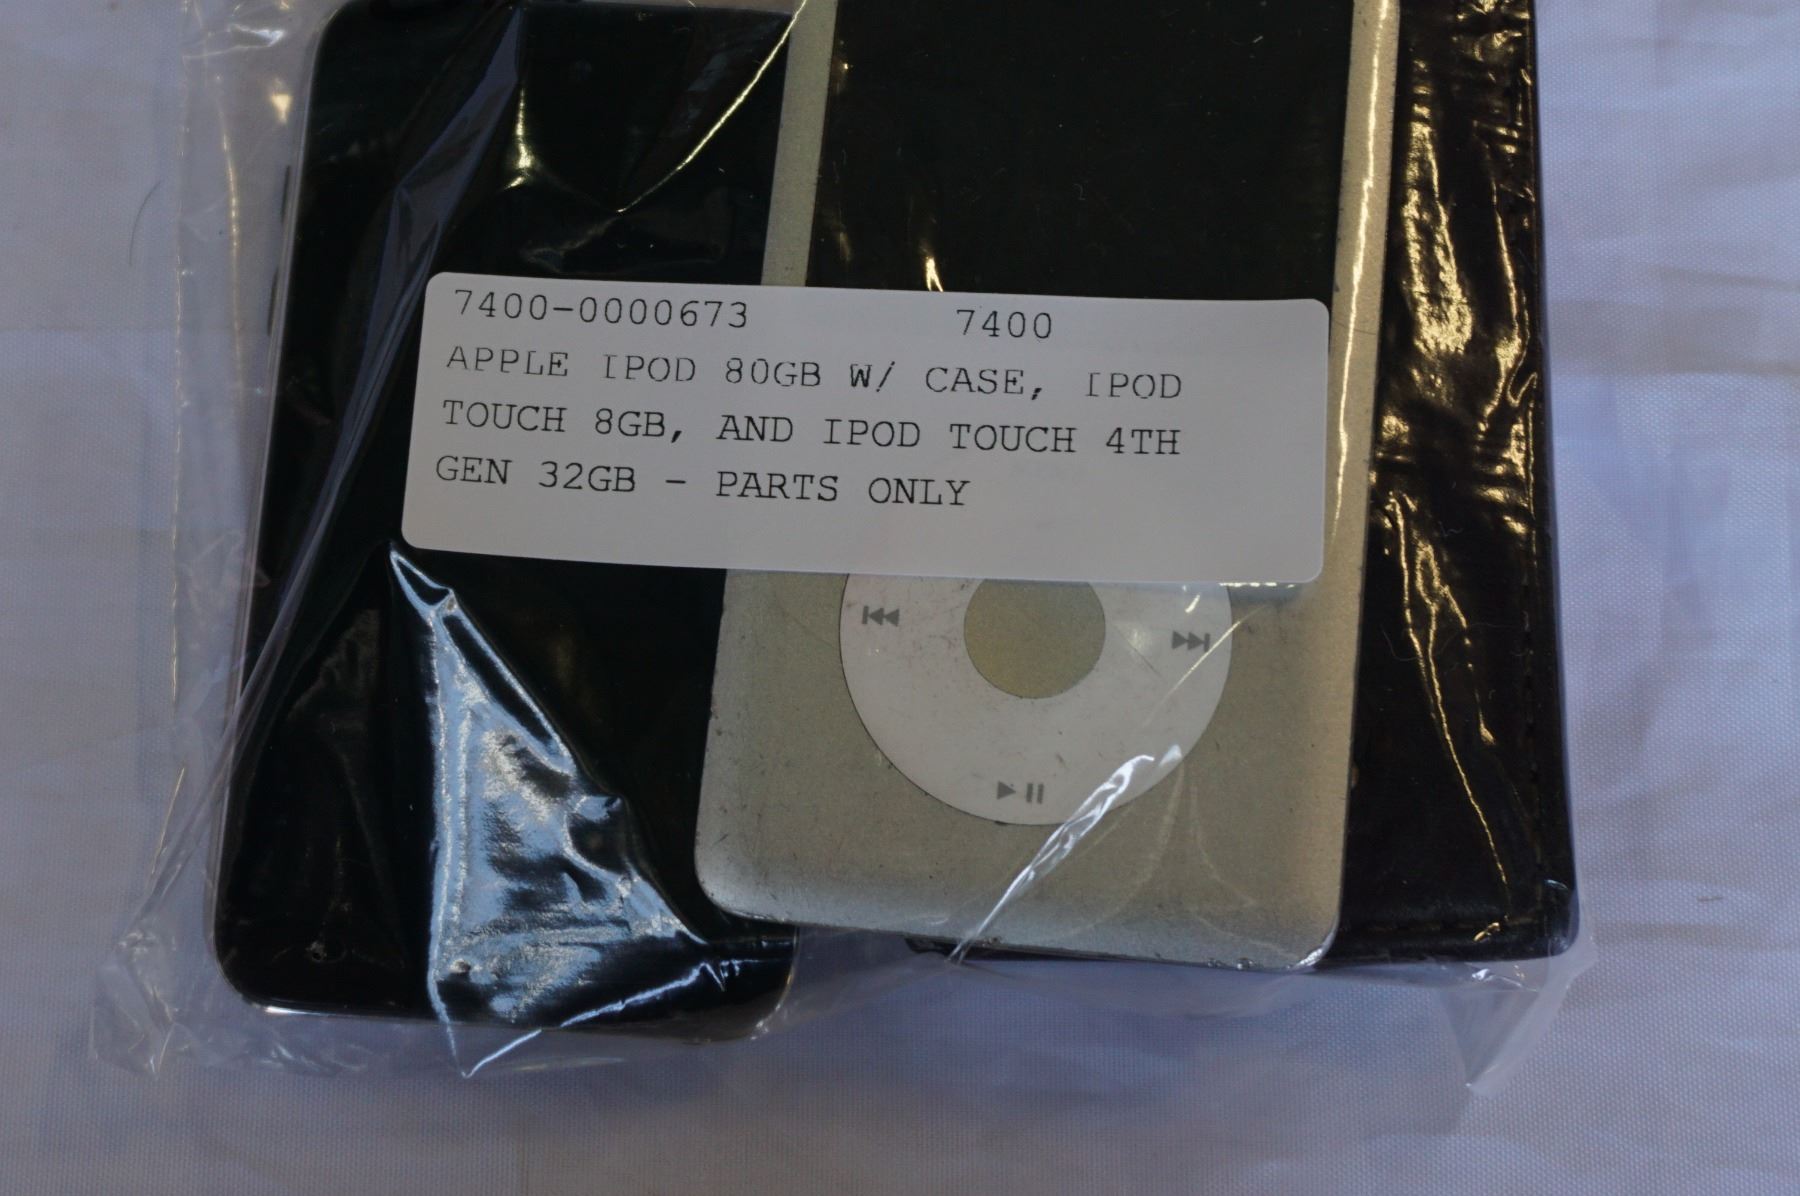 7400-0000673 7400
APPLE IPOD 80GB W/ CASE, IPOD
TOUCH 8GB, AND IPOD TOUCH 4TH
GEN 32GB - PARTS ONLY